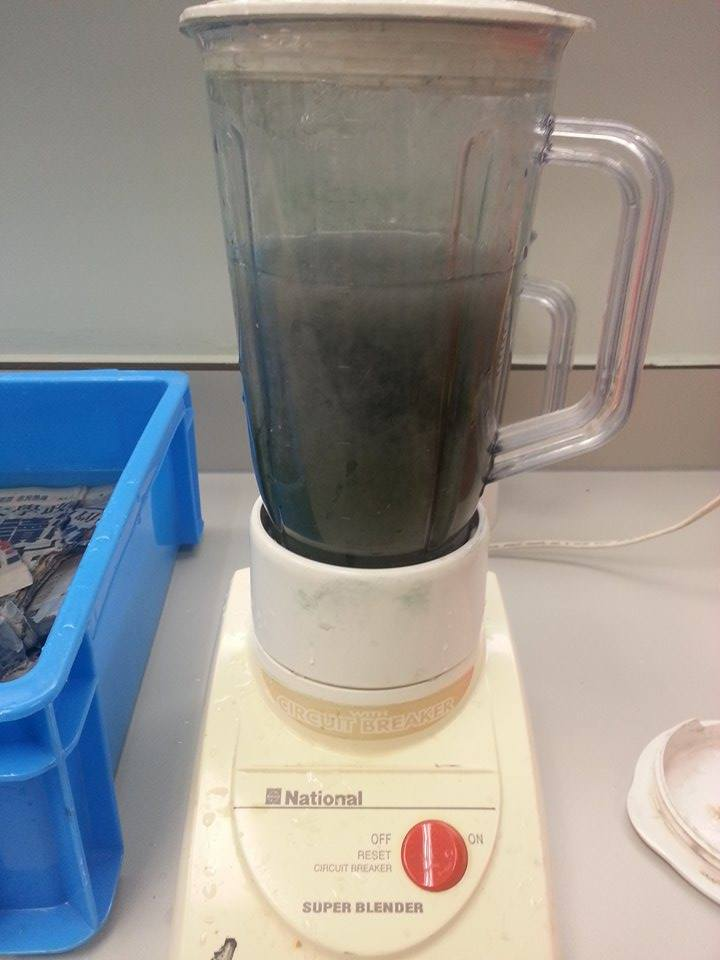 WITH
CIRCUIT BREAKER
National
OFF
ON
RESET
CIRCUIT BREAKER
SUPER BLENDER